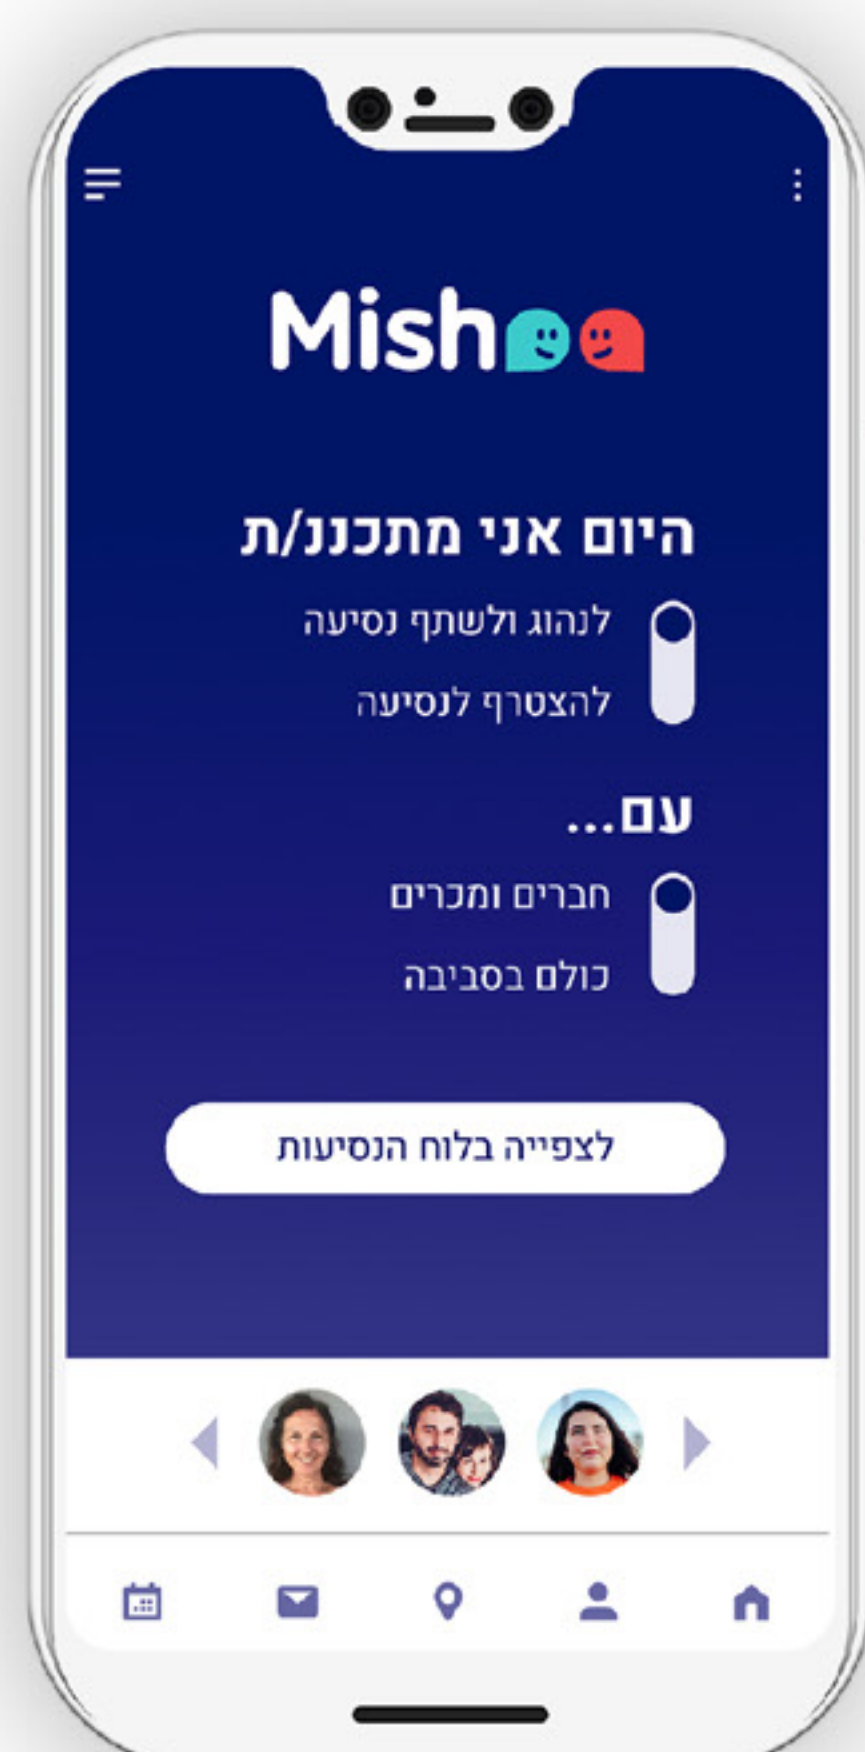 Mish
היום אני מתכננ/ת
לנהוג ולשתף נסיעה
להצטרף לנסיעה
עם...
חברים ומכרים
כולם בסביבה
לצפייה בלוח הנסיעות